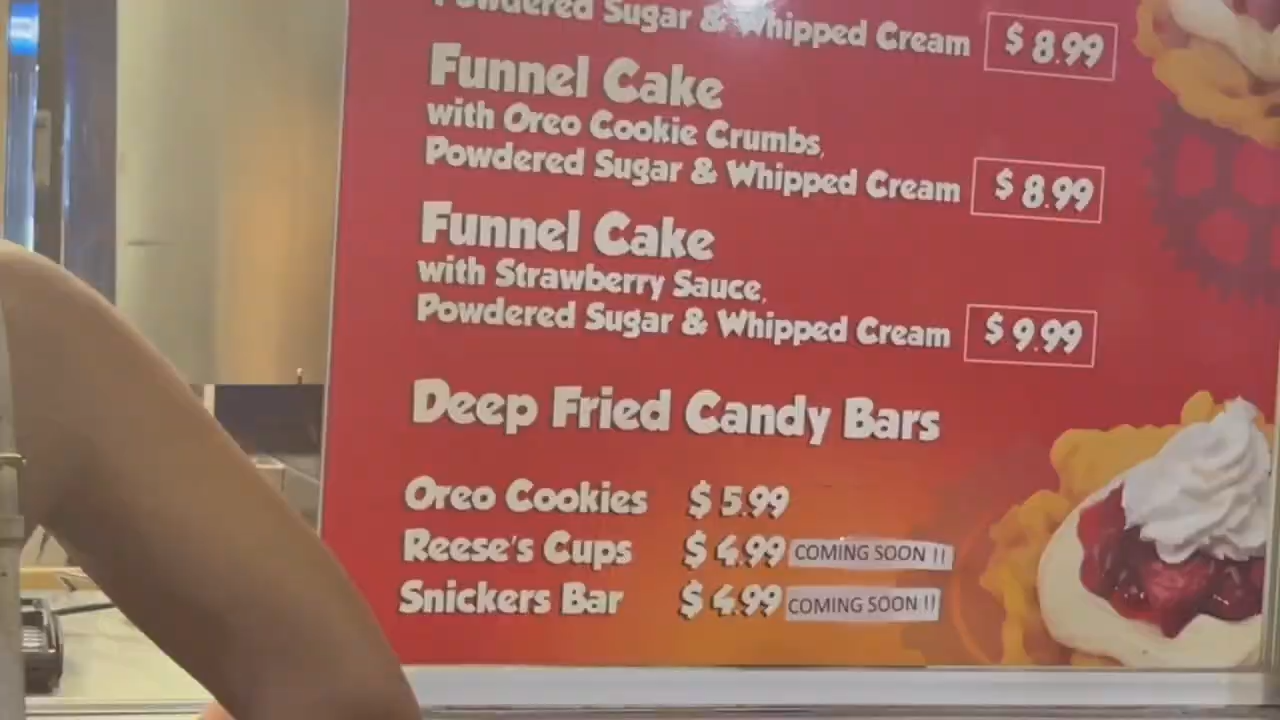 Powdered Sugar & Whipped Cream $ 8.99
Funnel Cake
with Oreo Cookie Crumbs,
Powdered Sugar & Whipped Cream $ 8.99
Funnel Cake
with Strawberry Sauce,
Powdered Sugar & Whipped Cream $ 9.99
Deep Fried Candy Bars
Oreo Cookies $ 5.99
Reese's Cups $ 4.99 COMING SOON !!
Snickers Bar $ 4.99 COMING SOON !!